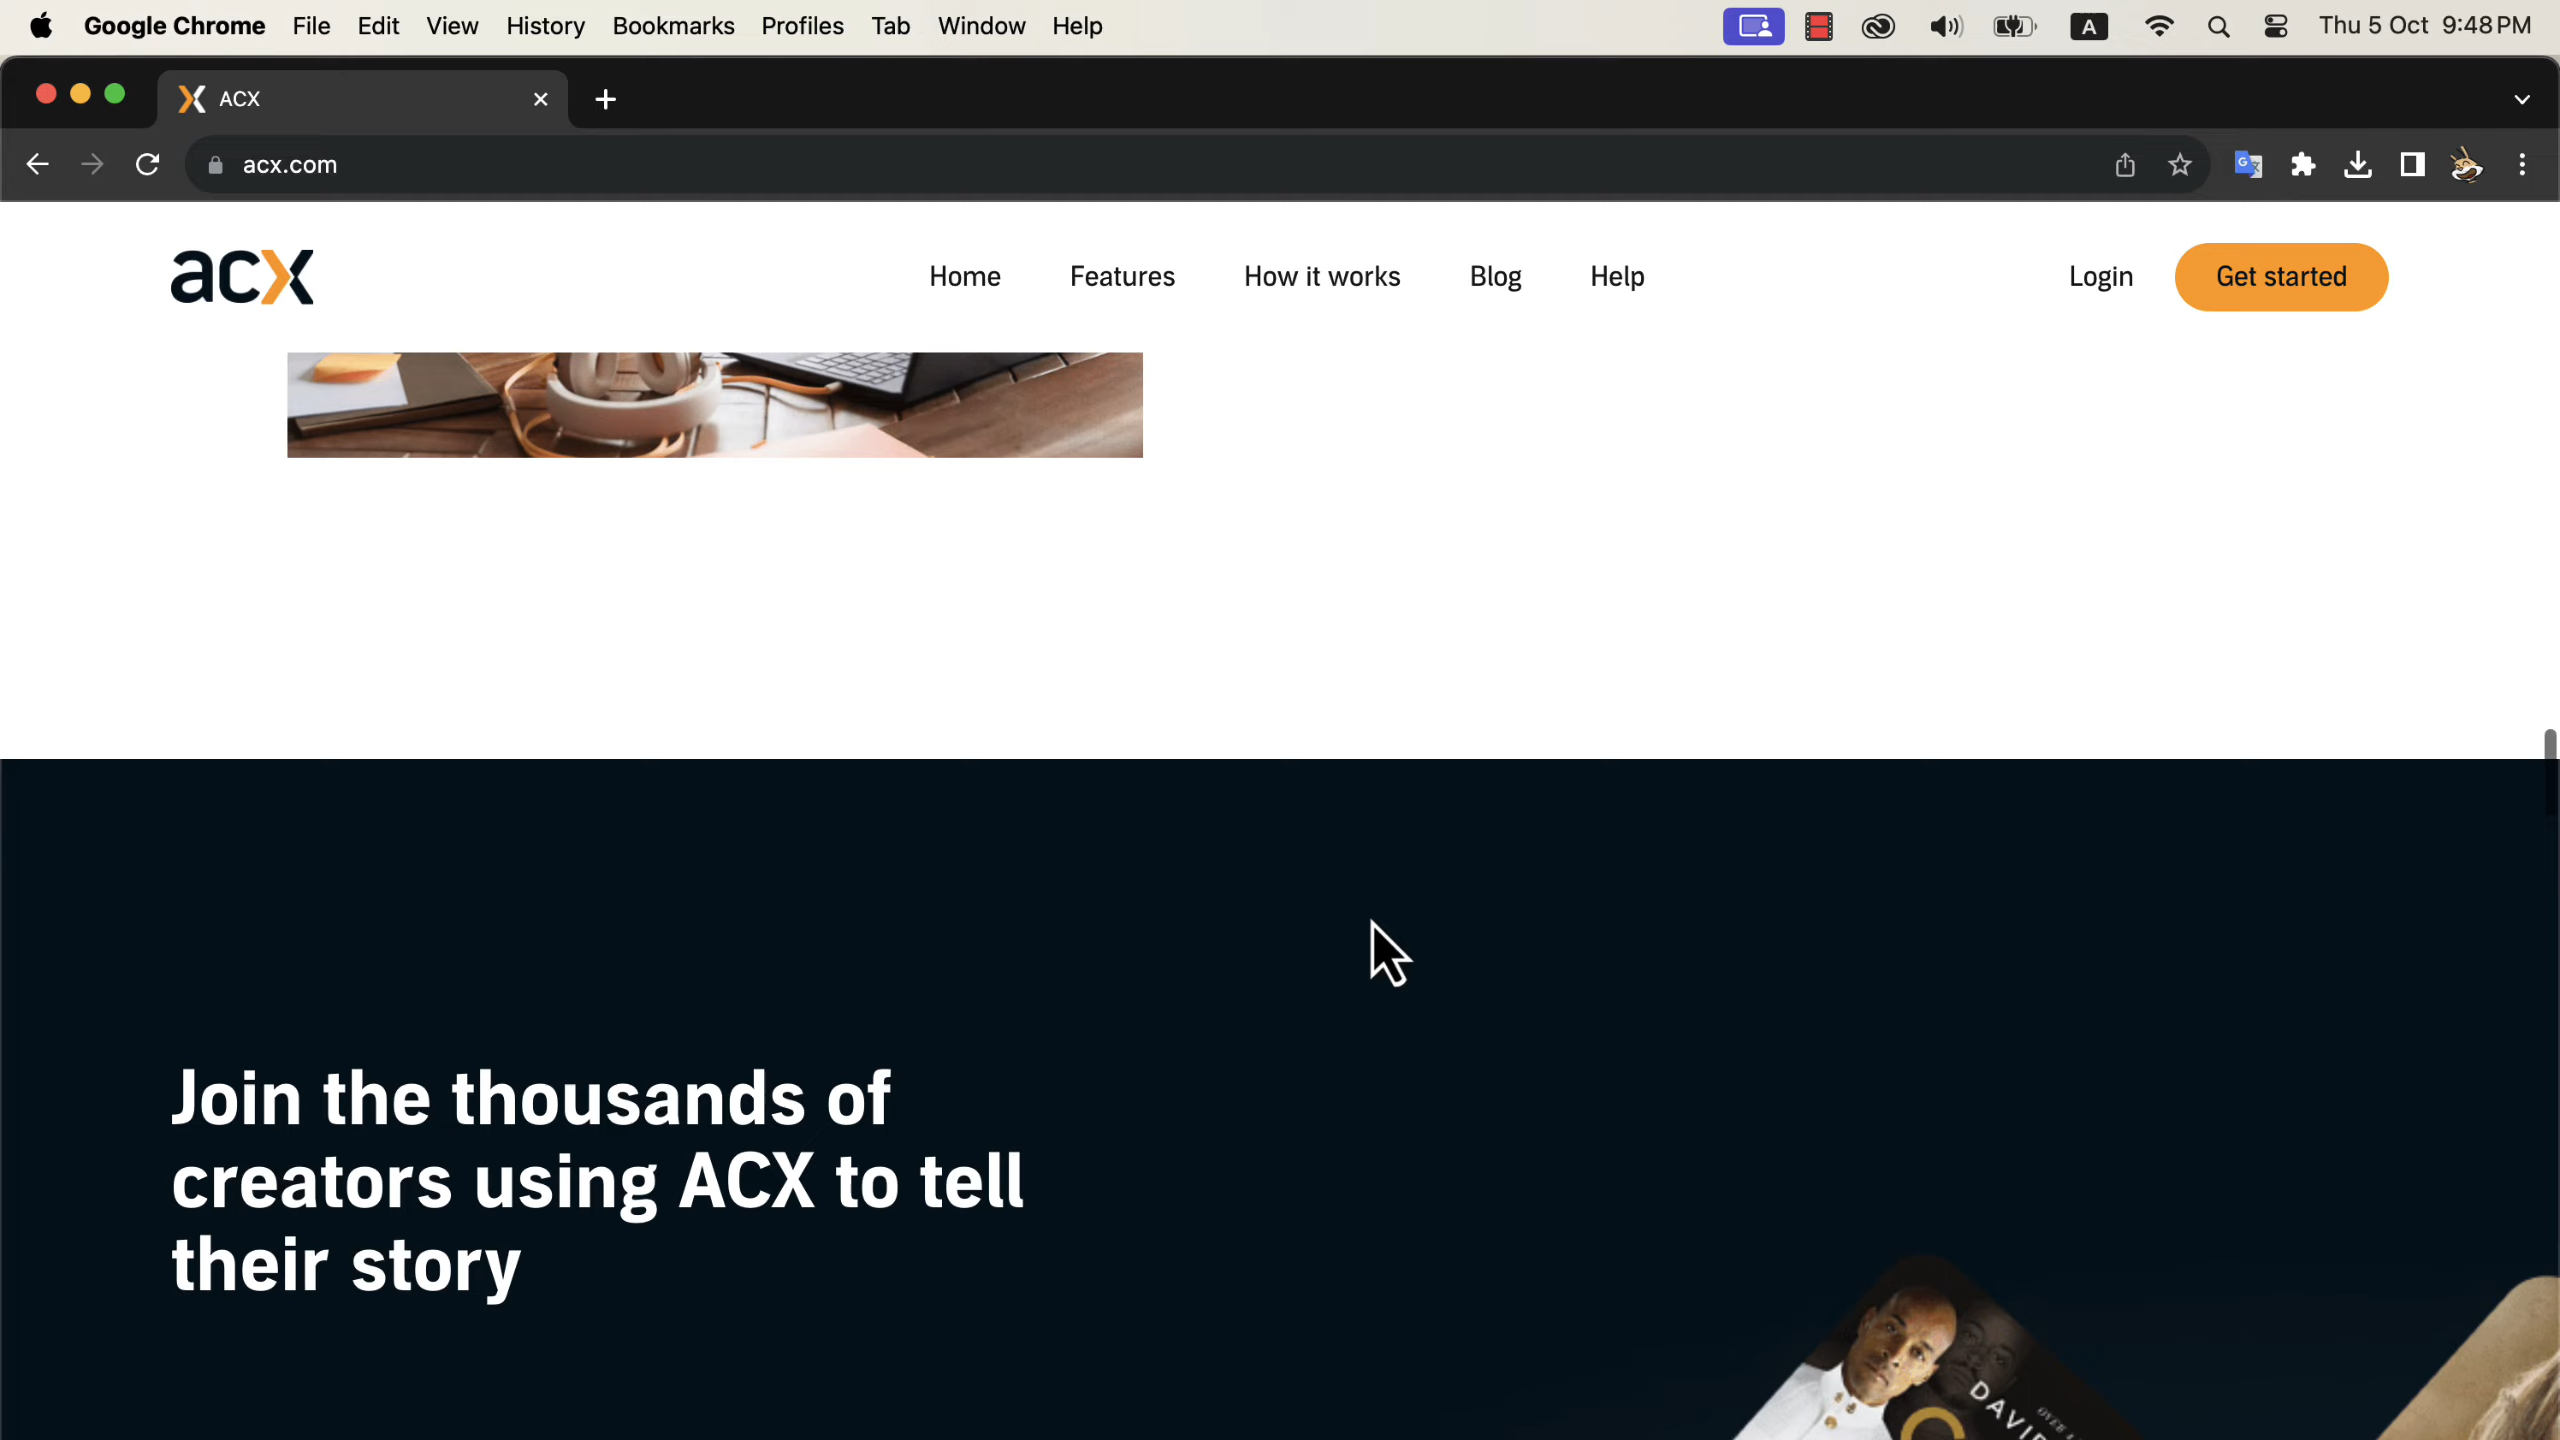 Google Chrome File Edit View History Bookmarks Profiles Tab Window Help A Thu 5 Oct 9:48 PM
ACX
acx.com
acx Home Features How it works Blog Help Login Get started
Join the thousands of
creators using ACX to tell
their story